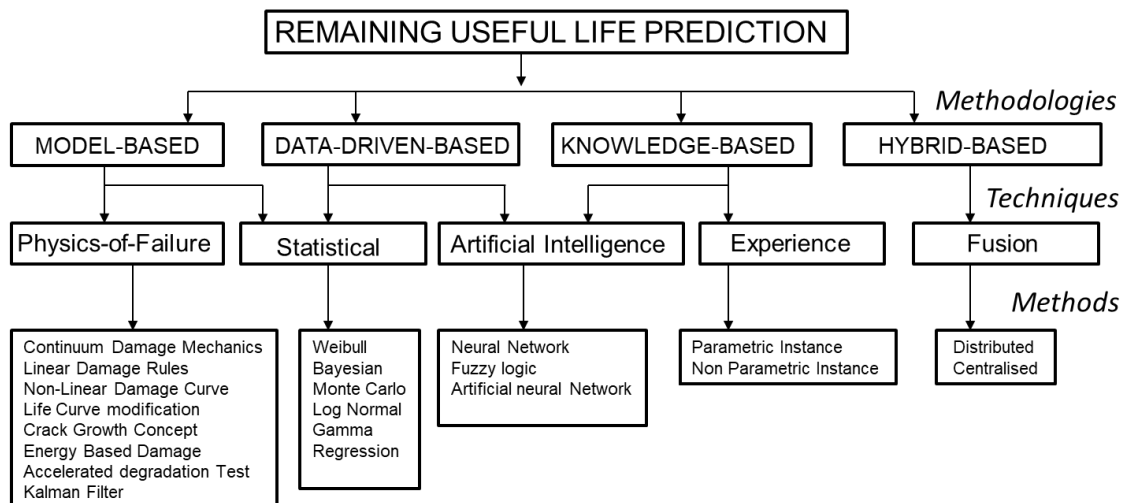 REMAINING USEFUL LIFE PREDICTION
Methodologies
MODEL-BASED
DATA-DRIVEN-BASED
KNOWLEDGE-BASED
HYBRID-BASED
Techniques
Physics-of-Failure
Statistical
Artificial Intelligence
Experience
Fusion
Methods
Continuum Damage Mechanics
Linear Damage Rules
Non-Linear Damage Curve
Life Curve modification
Crack Growth Concept
Energy Based Damage
Accelerated degradation Test
Kalman Filter
Weibull
Bayesian
Monte Carlo
Log Normal
Gamma
Regression
Neural Network
Fuzzy logic
Artificial neural Network
Parametric Instance
Non Parametric Instance
Distributed
Centralised